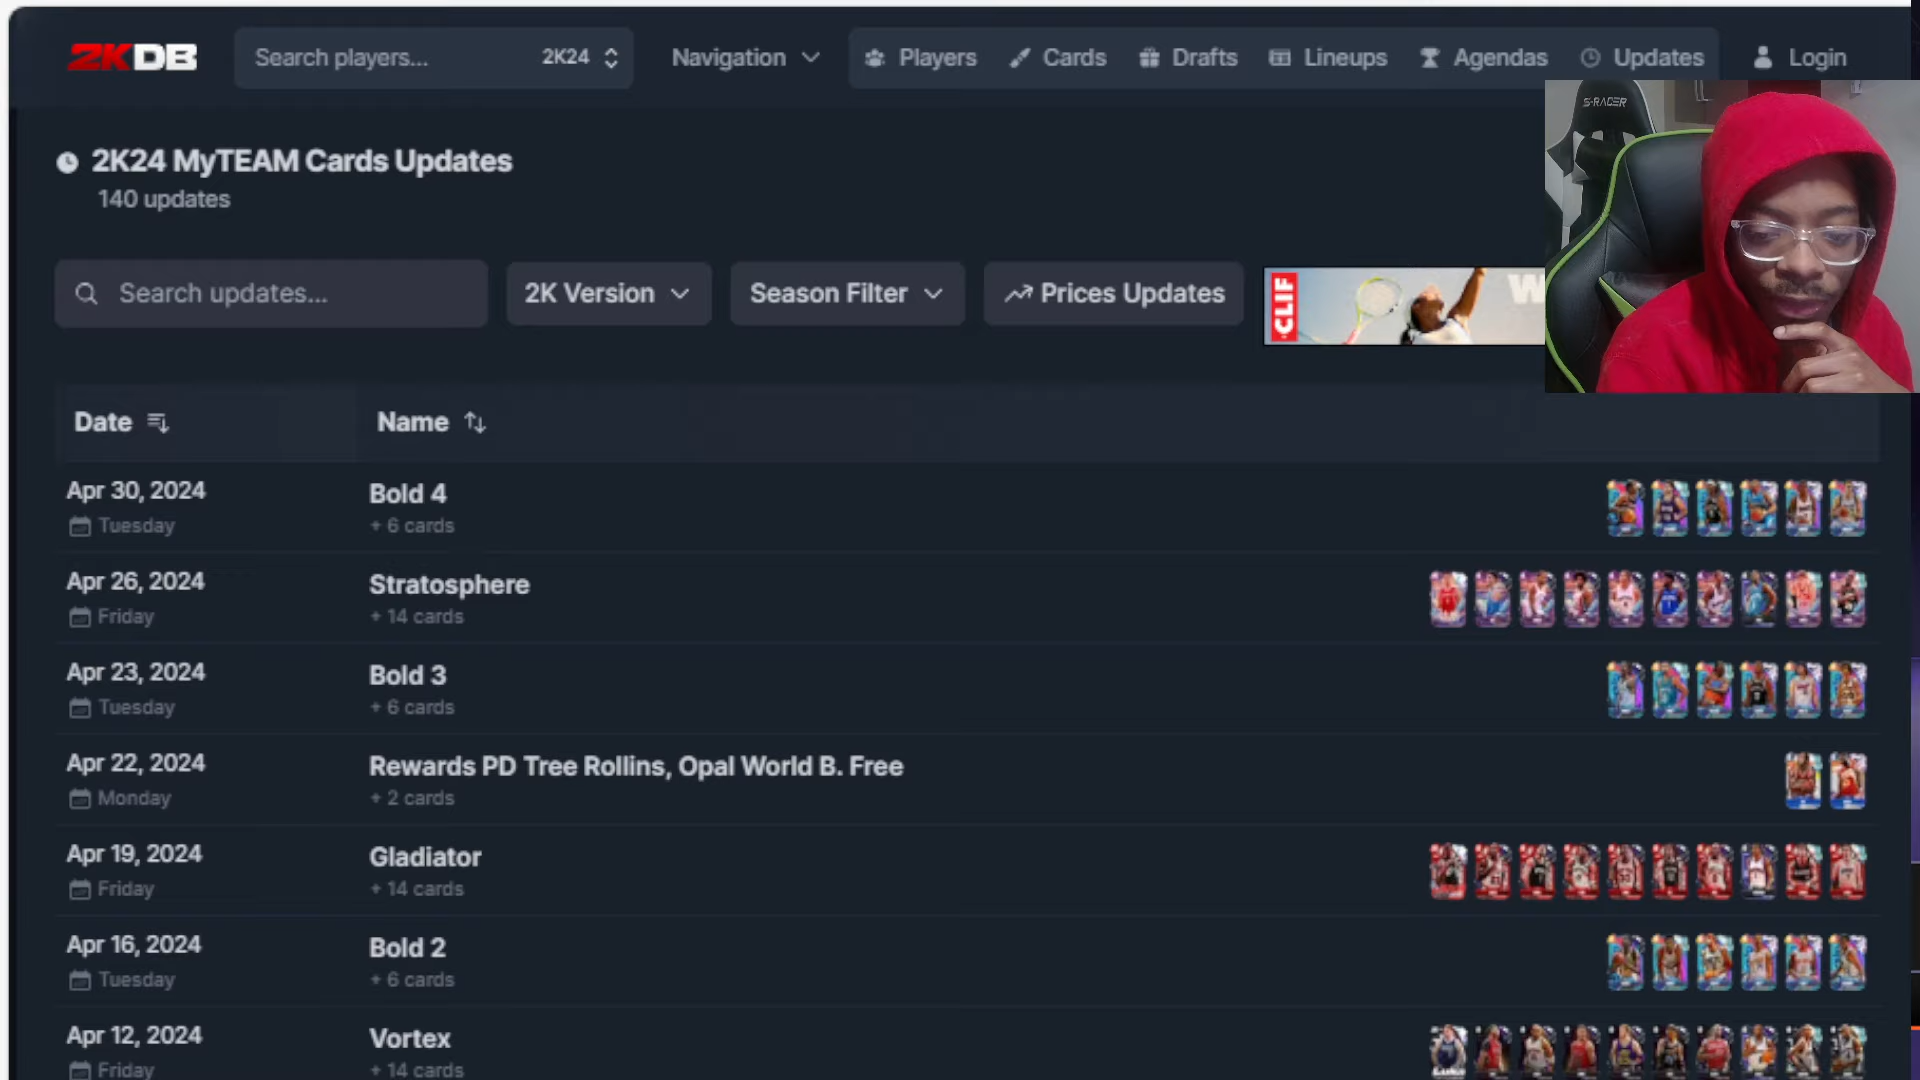 2KDB
Search players...
2K24
Navigation
Players
Cards
Drafts
Lineups
Agendas
Updates
Login
S-RACER
2K24 MyTEAM Cards Updates
140 updates
Search updates...
2K Version
Season Filter
Prices Updates
CLIF
Date
Name
Apr 30, 2024
Tuesday
Bold 4
+ 6 cards
Apr 26, 2024
Friday
Stratosphere
+ 14 cards
Apr 23, 2024
Tuesday
Bold 3
+ 6 cards
Apr 22, 2024
Monday
Rewards PD Tree Rollins, Opal World B. Free
+ 2 cards
Apr 19, 2024
Friday
Gladiator
+ 14 cards
Apr 16, 2024
Tuesday
Bold 2
+ 6 cards
Apr 12, 2024
Friday
Vortex
+ 14 cards